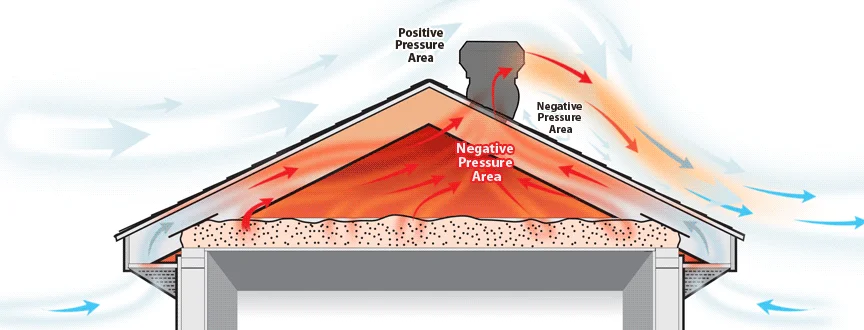 Positive
Pressure
Area
Negative
Pressure
Area
Negative
Pressure
Area